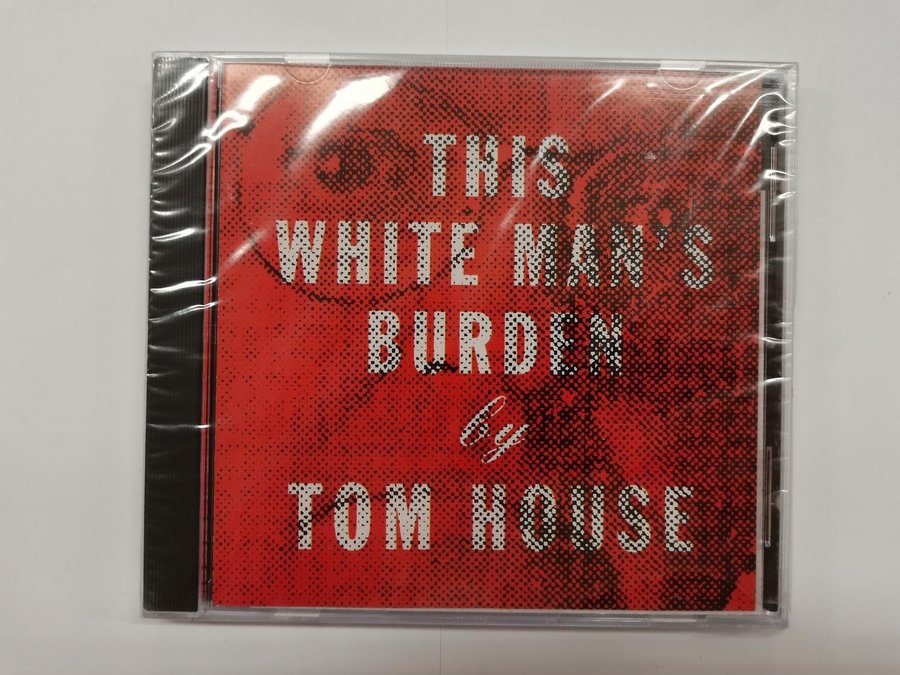 THIS
WHITE MAN'S
BURDEN
by
TOM HOUSE